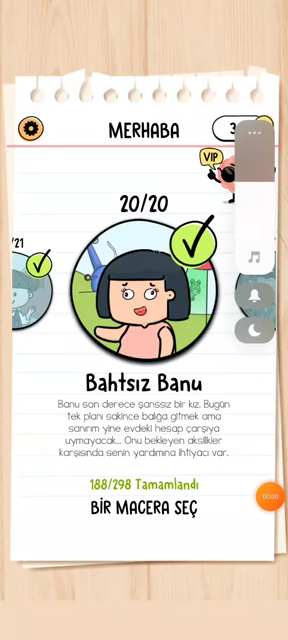 MERHABA
3
VIP
20/20
/21
Bahtsız Banu
Banu son derece şanssız bir kız. Bugün
tek planı sakince balığa gitmek ama
sanırım yine evdeki hesap çarşıya
uymayacak... Onu bekleyen aksilikler
karşısında senin yardımına ihtiyacı var.
188/298 Tamamlandı
00:00
BİR MACERA SEÇ